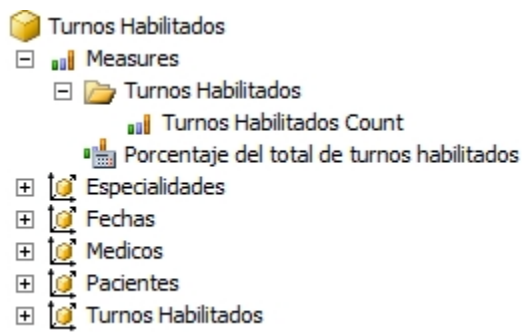 Turnos Habilitados
Measures
Turnos Habilitados
Turnos Habilitados Count
Porcentaje del total de turnos habilitados
Especialidades
Fechas
Medicos
Pacientes
Turnos Habilitados